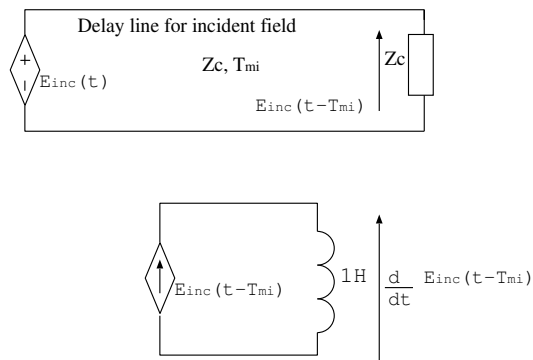 Delay line for incident field
+
Zc, Tmi
Zc
−
Einc(t)
Einc(t-Tmi)
Einc(t-Tmi)
1H
d
dt
Einc(t-Tmi)